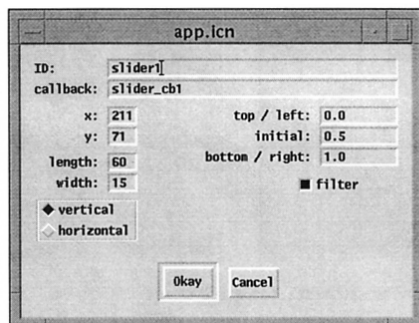 app.icn
ID: slider1
callback: slider_cb1
x: 211 top / left: 0.0
y: 71 initial: 0.5
length: 60 bottom / right: 1.0
width: 15 filter
vertical
horizontal
Okay Cancel